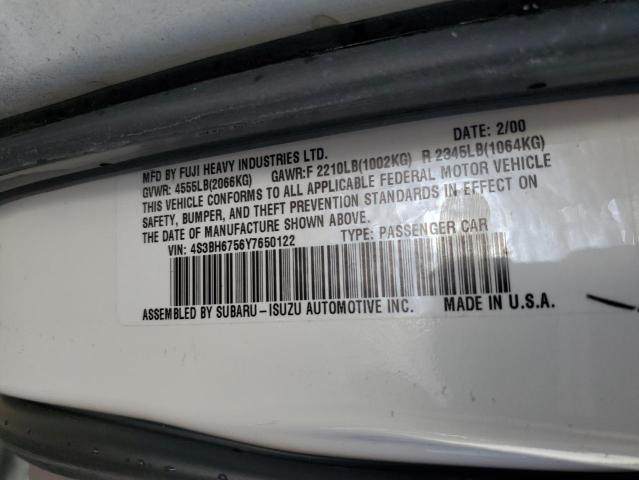 DATE: 2/00
MFD BY FUJI HEAVY INDUSTRIES LTD.
GVWR: 4555LB(2066KG) GAWR:F 2210LB(1002KG) R 2345LB(1064KG)
THIS VEHICLE CONFORMS TO ALL APPLICABLE FEDERAL MOTOR VEHICLE
SAFETY, BUMPER, AND THEFT PREVENTION STANDARDS IN EFFECT ON
THE DATE OF MANUFACTURE SHOWN ABOVE.
VIN: 4S3BH6756Y7650122 TYPE: PASSENGER CAR
ASSEMBLED BY SUBARU-ISUZU AUTOMOTIVE INC. MADE IN U.S.A.